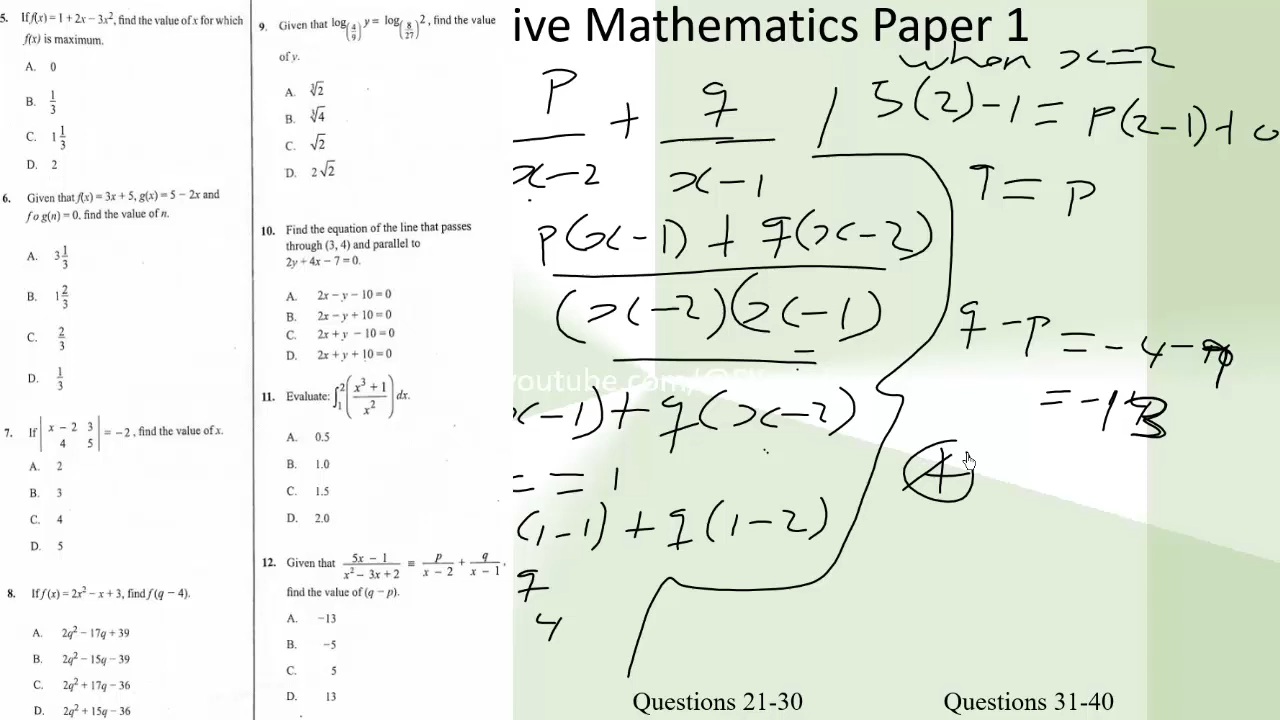 5. If f(x) = 1 + 2x − 3x², find the value of x for which
f(x) is maximum.
A. 0
B. 1/3
C. 1 1/3
D. 2
6. Given that f(x) = 3x + 5, g(x) = 5 − 2x and
f o g(n) = 0, find the value of n.
A. 3 1/3
B. 1 2/3
C. 2/3
D. 1/3
7. If | x − 2 3 |
| 4 5 | = −2, find the value of x.
A. 2
B. 3
C. 4
D. 5
8. If f(x) = 2x² − x + 3, find f(q − 4).
A. 2q² − 17q + 39
B. 2q² − 15q − 39
C. 2q² + 17q − 36
D. 2q² + 15q − 36
9. Given that log(4/9) y = log(8/27) 2, find the value
of y.
A. ∛2
B. ∛4
C. √2
D. 2√2
10. Find the equation of the line that passes
through (3, 4) and parallel to
2y + 4x − 7 = 0.
A. 2x − y − 10 = 0
B. 2x − y + 10 = 0
C. 2x + y − 10 = 0
D. 2x + y + 10 = 0
11. Evaluate: ∫₁² ((x³ + 1)/x²) dx.
A. 0.5
B. 1.0
C. 1.5
D. 2.0
12. Given that (5x − 1)/(x² − 3x + 2) ≡ p/(x − 2) + q/(x − 1),
find the value of (q − p).
A. −13
B. −5
C. 5
D. 13
ive Mathematics Paper 1
P/(x−2) + q/(x−1)
p(x−1) + q(x−2)
(x−2)(x−1)
youtube.com/@
x−1) + q(x−2)
= = 1
(1−1) + q(1−2)
q
4
when x=2
5(2)−1 = P(2−1)+0
9 = P
q − P = −4−9
= −13
Questions 21-30
Questions 31-40